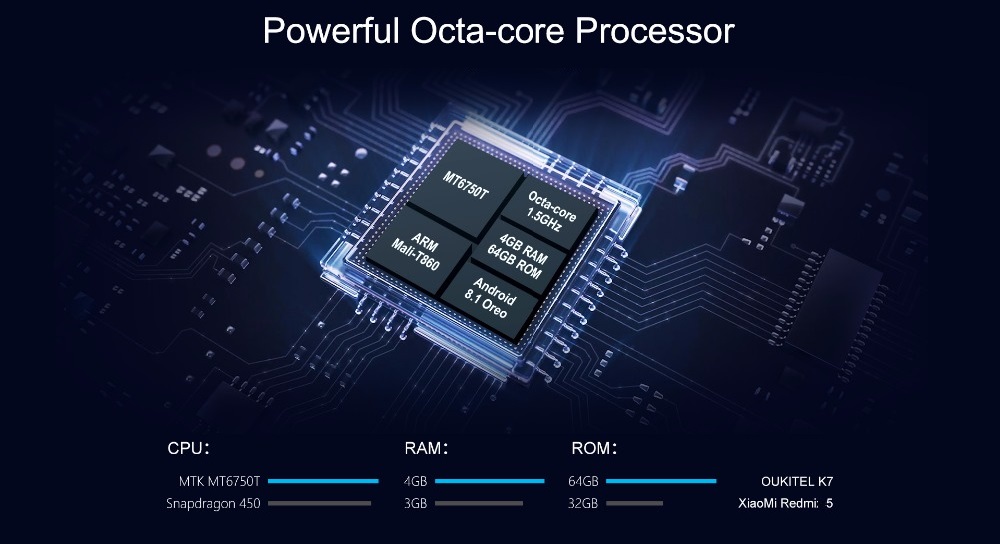 Powerful Octa-core Processor
MT6750T
Octa-core
1.5GHz
ARM
Mali-T860
4GB RAM
64GB ROM
Android
8.1 Oreo
CPU: RAM: ROM:
MTK MT6750T 4GB 64GB OUKITEL K7
Snapdragon 450 3GB 32GB XiaoMi Redmi: 5